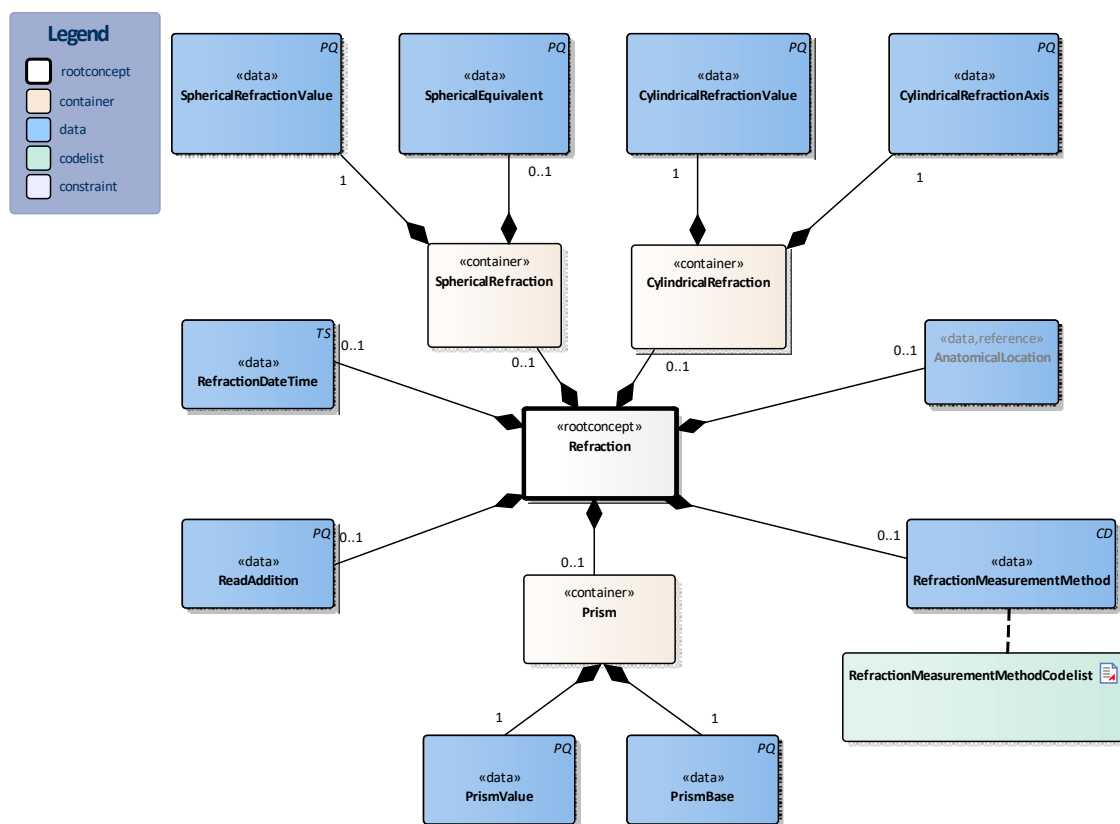 Legend
rootconcept
container
data
codelist
constraint
PQ
«data»
SphericalRefractionValue
PQ
«data»
SphericalEquivalent
PQ
«data»
CylindricalRefractionValue
PQ
«data»
CylindricalRefractionAxis
1
0..1
1
1
«container»
SphericalRefraction
«container»
CylindricalRefraction
0..1
0..1
TS
«data»
RefractionDateTime
0..1
«data,reference»
AnatomicalLocation
0..1
«rootconcept»
Refraction
PQ
«data»
ReadAddition
0..1
0..1
CD
«data»
RefractionMeasurementMethod
0..1
«container»
Prism
RefractionMeasurementMethodCodelist
1
1
PQ
«data»
PrismValue
PQ
«data»
PrismBase